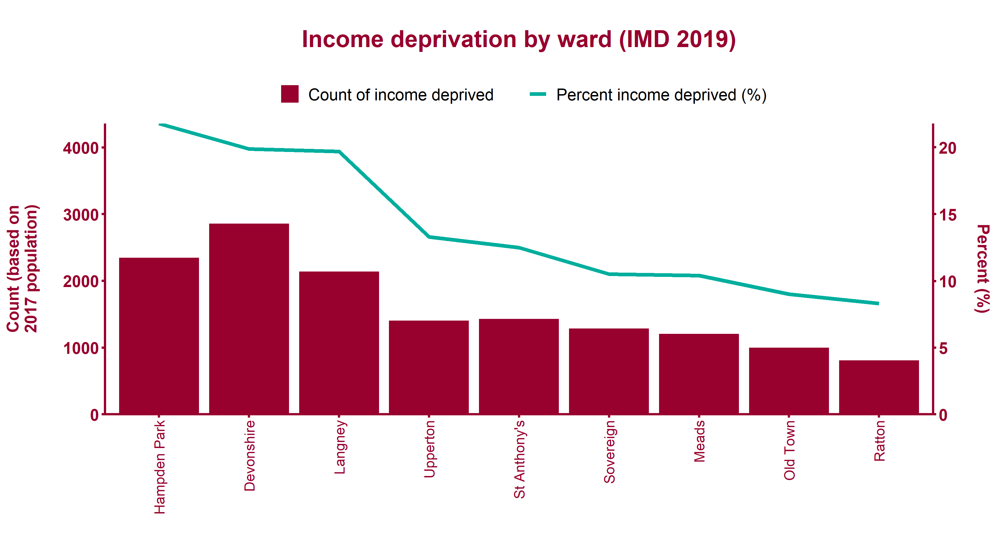 Income deprivation by ward (IMD 2019)
Count of income deprived
Percent income deprived (%)
Count (based on
2017 population)
4000
3000
2000
1000
0
20
15
10
5
0
Percent (%)
Hampden Park
Devonshire
Langney
Upperton
St Anthony's
Sovereign
Meads
Old Town
Ratton